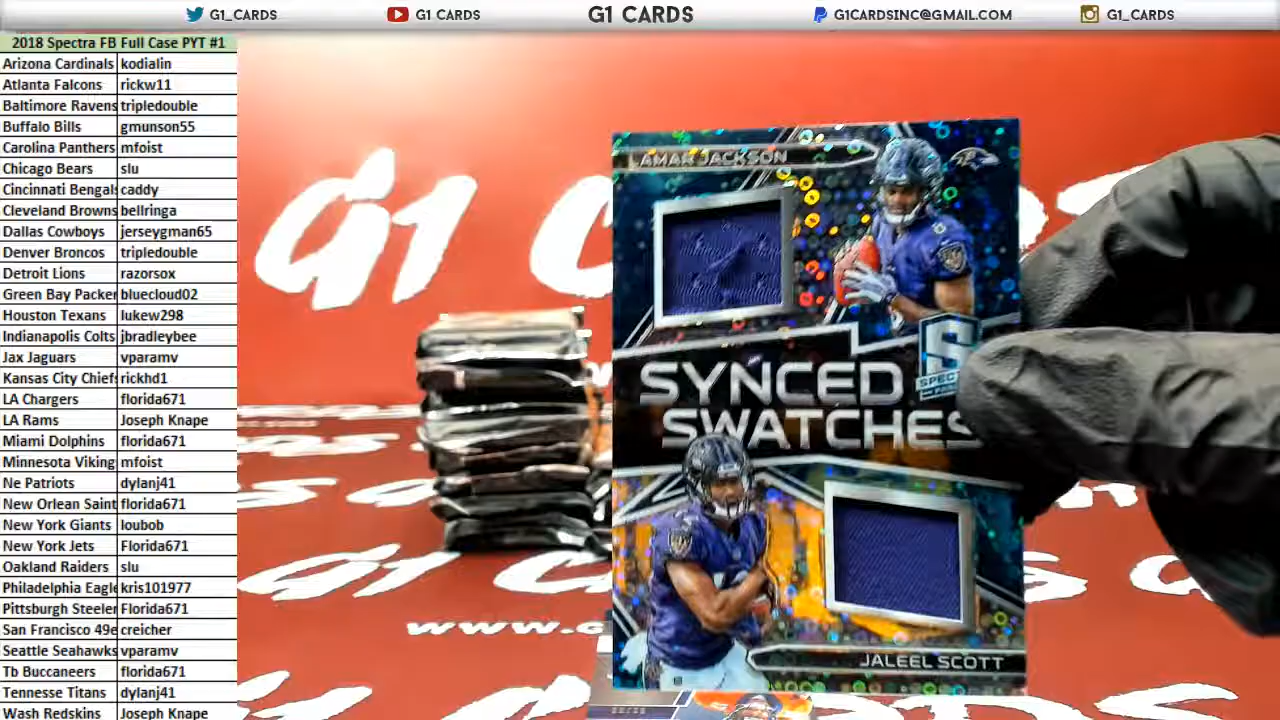 G1_CARDS
G1 CARDS
G1 CARDS
G1CARDSINC@GMAIL.COM
G1_CARDS
2018 Spectra FB Full Case PYT #1
Arizona Cardinals kodialin
Atlanta Falcons rickw11
Baltimore Ravens tripledouble
Buffalo Bills gmunson55
Carolina Panthers mfoist
Chicago Bears slu
Cincinnati Bengals caddy
Cleveland Browns bellringa
Dallas Cowboys jerseygman65
Denver Broncos tripledouble
Detroit Lions razorsox
Green Bay Packer bluecloud02
Houston Texans lukew298
Indianapolis Colts jbradleybee
Jax Jaguars vparamv
Kansas City Chiefs rickhd1
LA Chargers florida671
LA Rams Joseph Knape
Miami Dolphins florida671
Minnesota Viking mfoist
Ne Patriots dylanj41
New Orlean Saint florida671
New York Giants loubob
New York Jets Florida671
Oakland Raiders slu
Philadelphia Eagle kris101977
Pittsburgh Steeler Florida671
San Francisco 49e creicher
Seattle Seahawks vparamv
Tb Buccaneers florida671
Tennesse Titans dylanj41
Wash Redskins Joseph Knape
LAMAR JACKSON
SYNCED
SWATCHES
JALEEL SCOTT
G1
www.